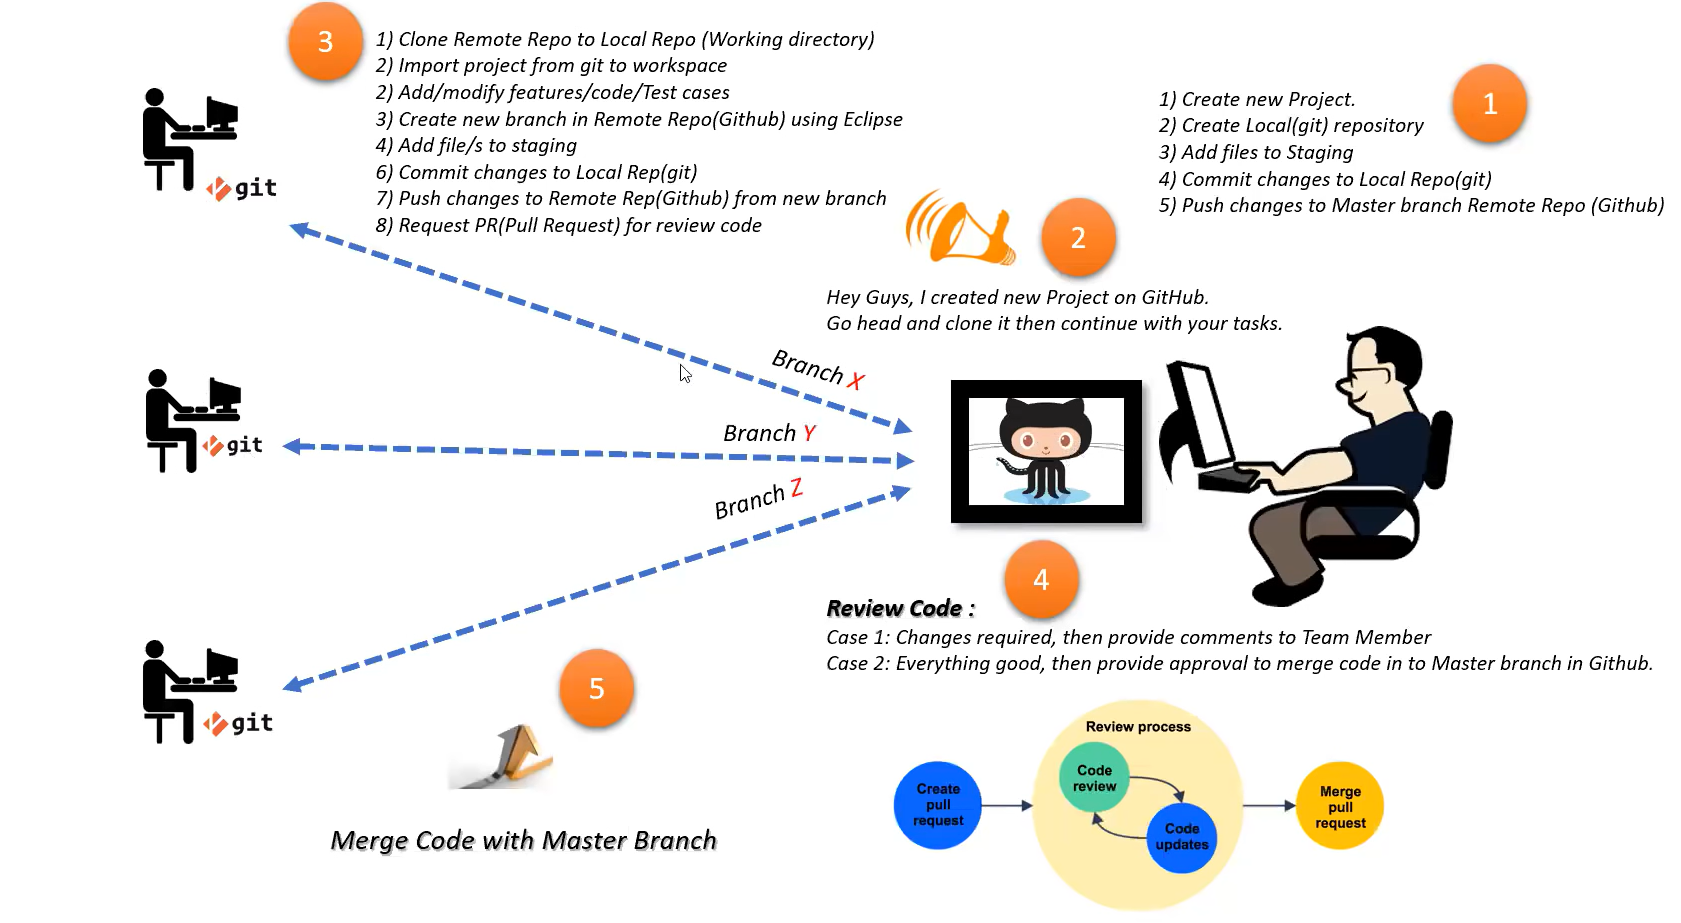 3
1) Clone Remote Repo to Local Repo (Working directory)
2) Import project from git to workspace
2) Add/modify features/code/Test cases
3) Create new branch in Remote Repo(Github) using Eclipse
4) Add file/s to staging
6) Commit changes to Local Rep(git)
7) Push changes to Remote Rep(Github) from new branch
8) Request PR(Pull Request) for review code
1
1) Create new Project.
2) Create Local(git) repository
3) Add files to Staging
4) Commit changes to Local Repo(git)
5) Push changes to Master branch Remote Repo (Github)
git
2
Hey Guys, I created new Project on GitHub.
Go head and clone it then continue with your tasks.
Branch X
Branch Y
Branch Z
git
git
4
Review Code :
Case 1: Changes required, then provide comments to Team Member
Case 2: Everything good, then provide approval to merge code in to Master branch in Github.
5
Merge Code with Master Branch
Review process
Create
pull
request
Code
review
Code
updates
Merge
pull
request